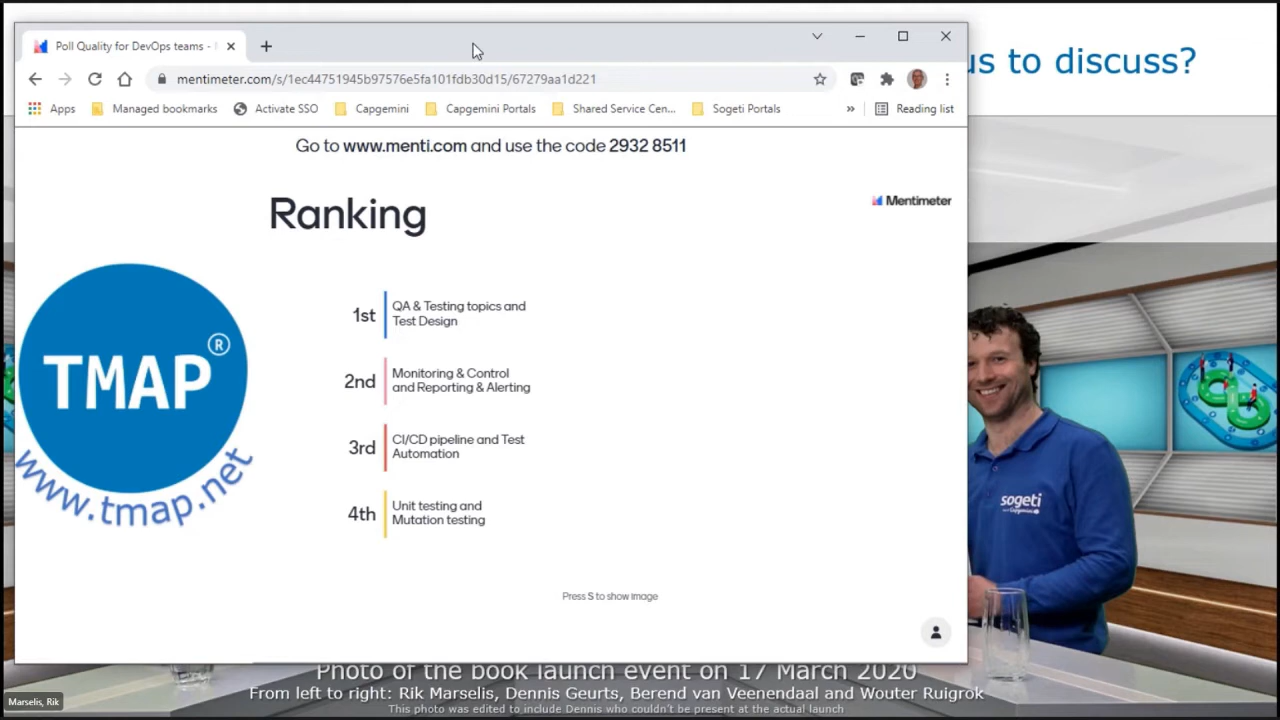 us to discuss?
Poll Quality for DevOps teams -
mentimeter.com/s/1ec44751945b97576e5fa101fdb30d15/67279aa1d221
Apps
Managed bookmarks
Activate SSO
Capgemini
Capgemini Portals
Shared Service Cen...
Sogeti Portals
»
Reading list
Go to www.menti.com and use the code 2932 8511
Ranking
Mentimeter
TMAP®
www.tmap.net
1st
QA & Testing topics and
Test Design
2nd
Monitoring & Control
and Reporting & Alerting
3rd
CI/CD pipeline and Test
Automation
4th
Unit testing and
Mutation testing
Press S to show image
sogeti
Photo of the book launch event on 17 March 2020
From left to right: Rik Marselis, Dennis Geurts, Berend van Veenendaal and Wouter Ruigrok
This photo was edited to include Dennis who couldn't be present at the actual launch
Marselis, Rik